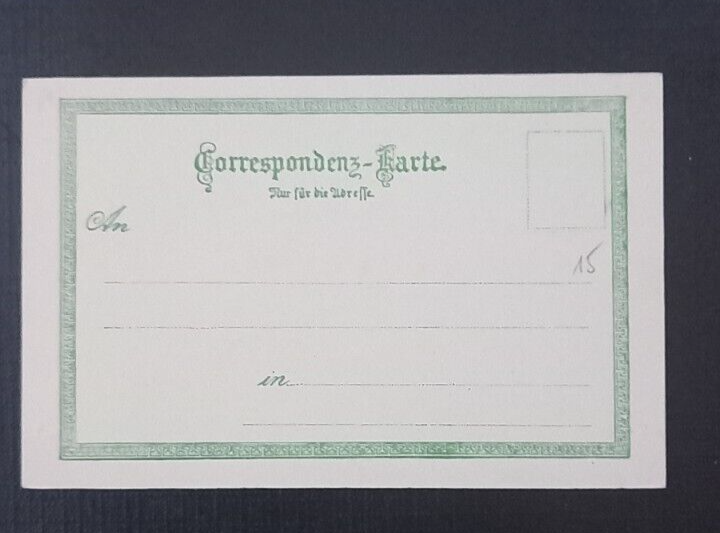 Correspondenz-Karte.
Nur für die Adresse.
An
15
in